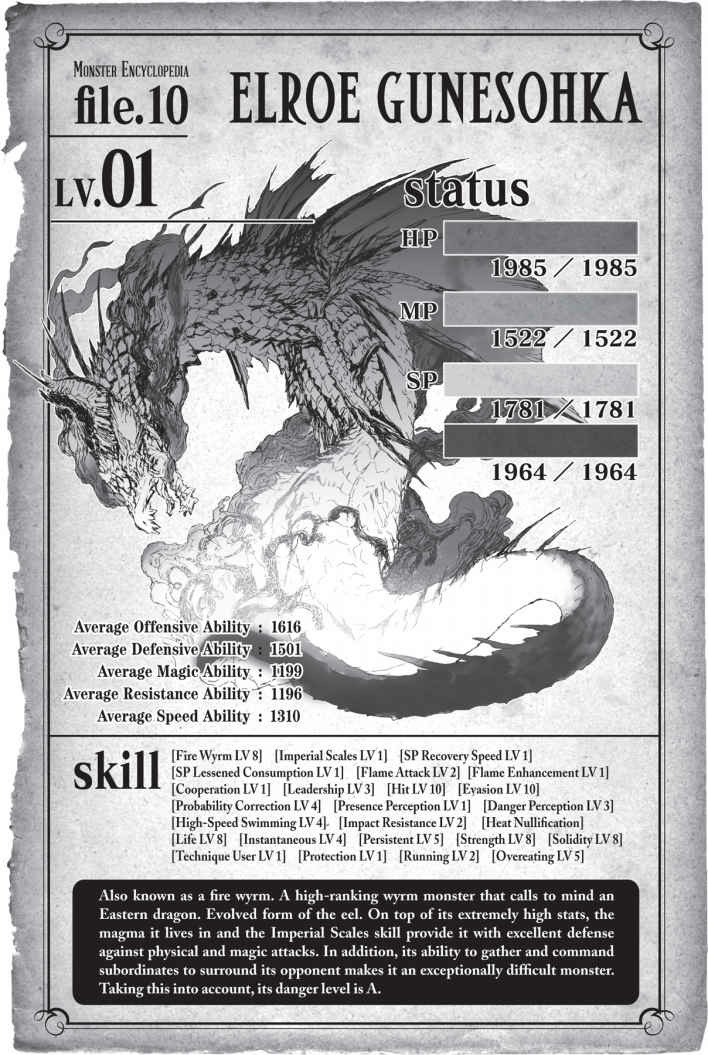 MONSTER ENCYCLOPEDIA
file.10
ELROE GUNESOHKA
LV.01
status
HP
1985 / 1985
MP
1522 / 1522
SP
1781 / 1781
1964 / 1964
Average Offensive Ability : 1616
Average Defensive Ability : 1501
Average Magic Ability : 1199
Average Resistance Ability : 1196
Average Speed Ability : 1310
skill
[Fire Wyrm LV 8] [Imperial Scales LV 1] [SP Recovery Speed LV 1]
[SP Lessened Consumption LV 1] [Flame Attack LV 2] [Flame Enhancement LV 1]
[Cooperation LV 1] [Leadership LV 3] [Hit LV 10] [Evasion LV 10]
[Probability Correction LV 4] [Presence Perception LV 1] [Danger Perception LV 3]
[High-Speed Swimming LV 4] [Impact Resistance LV 2] [Heat Nullification]
[Life LV 8] [Instantaneous LV 4] [Persistent LV 5] [Strength LV 8] [Solidity LV 8]
[Technique User LV 1] [Protection LV 1] [Running LV 2] [Overeating LV 5]
Also known as a fire wyrm. A high-ranking wyrm monster that calls to mind an
Eastern dragon. Evolved form of the eel. On top of its extremely high stats, the
magma it lives in and the Imperial Scales skill provide it with excellent defense
against physical and magic attacks. In addition, its ability to gather and command
subordinates to surround its opponent makes it an exceptionally difficult monster.
Taking this into account, its danger level is A.